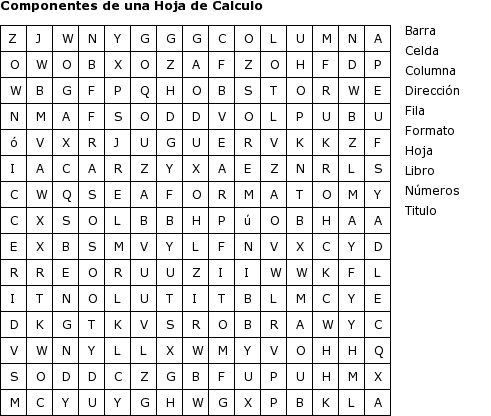 Componentes de una Hoja de Calculo
Z J W N Y G G G C O L U M N A
O W O B X O Z A F Z O H F D P
W B G F P Q H O B S T O R W E
N M A F S O D D V O L P U B U
ó V X R J U G U E R V K K Z F
I A C A R Z Y X A E Z N R L S
C W Q S E A F O R M A T O M Y
C X S O L B B H P ú O B H A A
E X B S M V Y L F N V X C Y D
R R E O R U U Z I I W W K F L
I T N O L U T I T B L M C Y E
D K G T K V S R O B R A W Y C
V W N Y L L X W M Y V O H H Q
S O D D C Z G B F U P U H M X
M C Y U Y G H W G X P B K L A
Barra
Celda
Columna
Dirección
Fila
Formato
Hoja
Libro
Números
Titulo